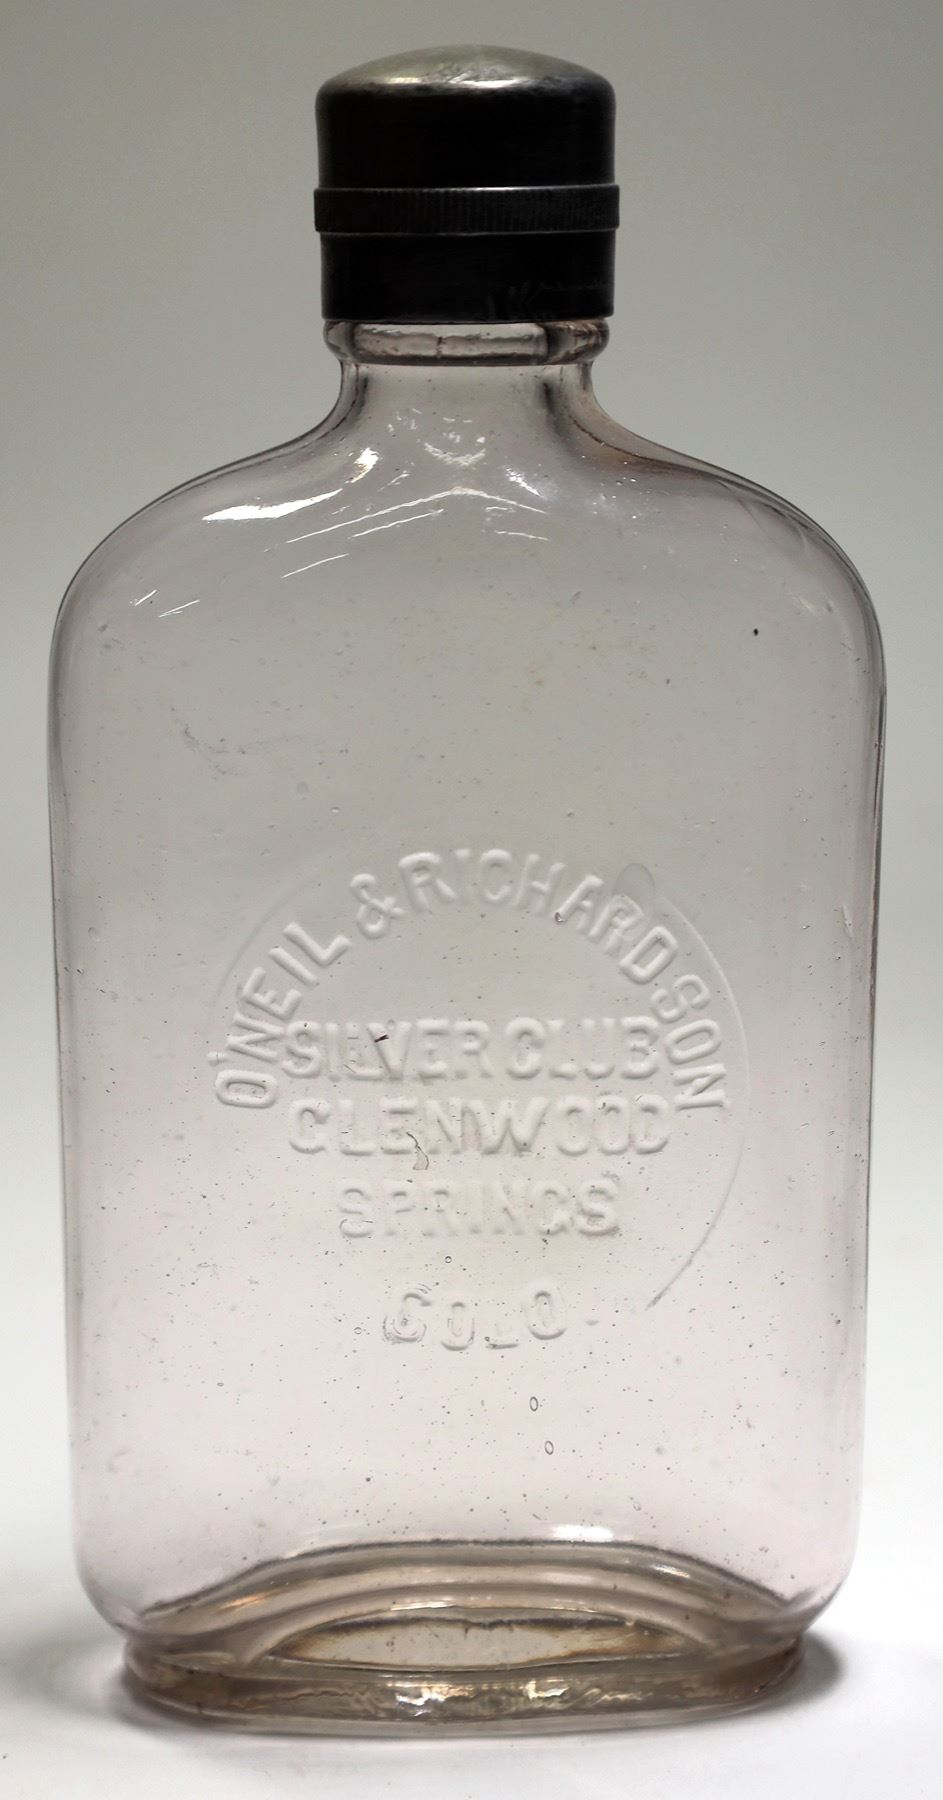 O'NEIL & RICHARDSON
SILVER CLUB
GLENWOOD
SPRINGS
COLO.